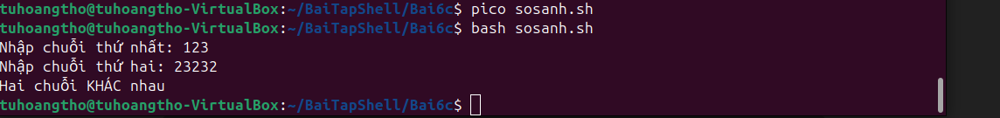 tuhoangtho@tuhoangtho-VirtualBox:~/BaiTapShell/Bai6c$ pico sosanh.sh
tuhoangtho@tuhoangtho-VirtualBox:~/BaiTapShell/Bai6c$ bash sosanh.sh
Nhập chuỗi thứ nhất: 123
Nhập chuỗi thứ hai: 23232
Hai chuỗi KHÁC nhau
tuhoangtho@tuhoangtho-VirtualBox:~/BaiTapShell/Bai6c$